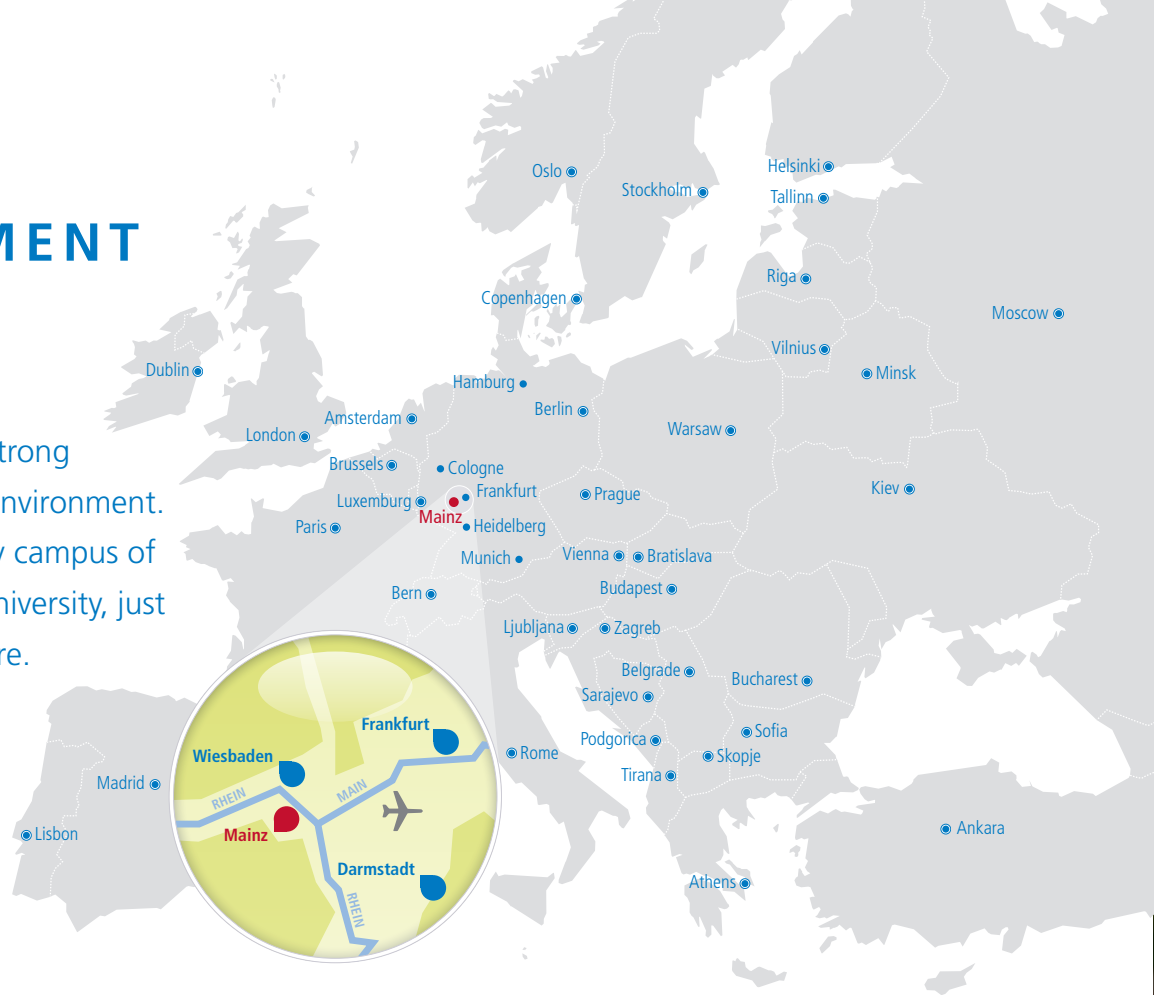 MENT
trong
nvironment.
y campus of
niversity, just
re.
Oslo
Stockholm
Helsinki
Tallinn
Riga
Copenhagen
Moscow
Vilnius
Dublin
Minsk
Hamburg
Berlin
Amsterdam
London
Warsaw
Brussels
Cologne
Frankfurt
Kiev
Prague
Luxemburg
Mainz
Paris
Heidelberg
Munich
Vienna
Bratislava
Bern
Budapest
Ljubljana
Zagreb
Belgrade
Bucharest
Sarajevo
Podgorica
Sofia
Skopje
Rome
Tirana
Madrid
Lisbon
Ankara
Athens
Frankfurt
Wiesbaden
RHEIN
MAIN
Mainz
Darmstadt
RHEIN